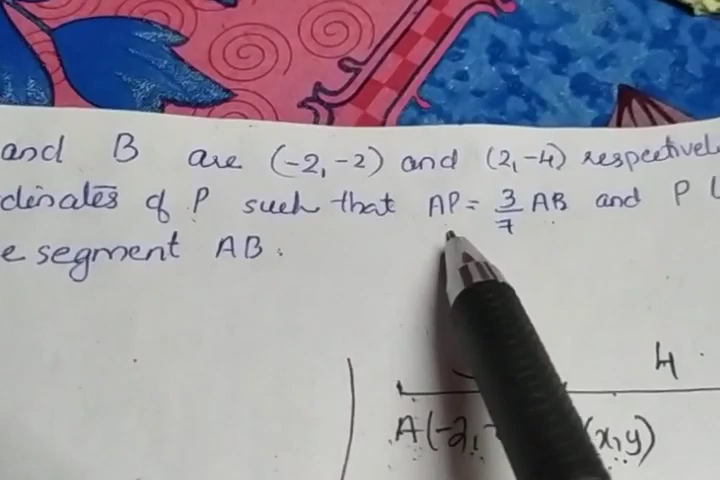 and B are (-2,-2) and (2,-4) respectivel
dinates of P such that AP = 3/7 AB and P
e segment AB.
4
A(-2, (x,y)